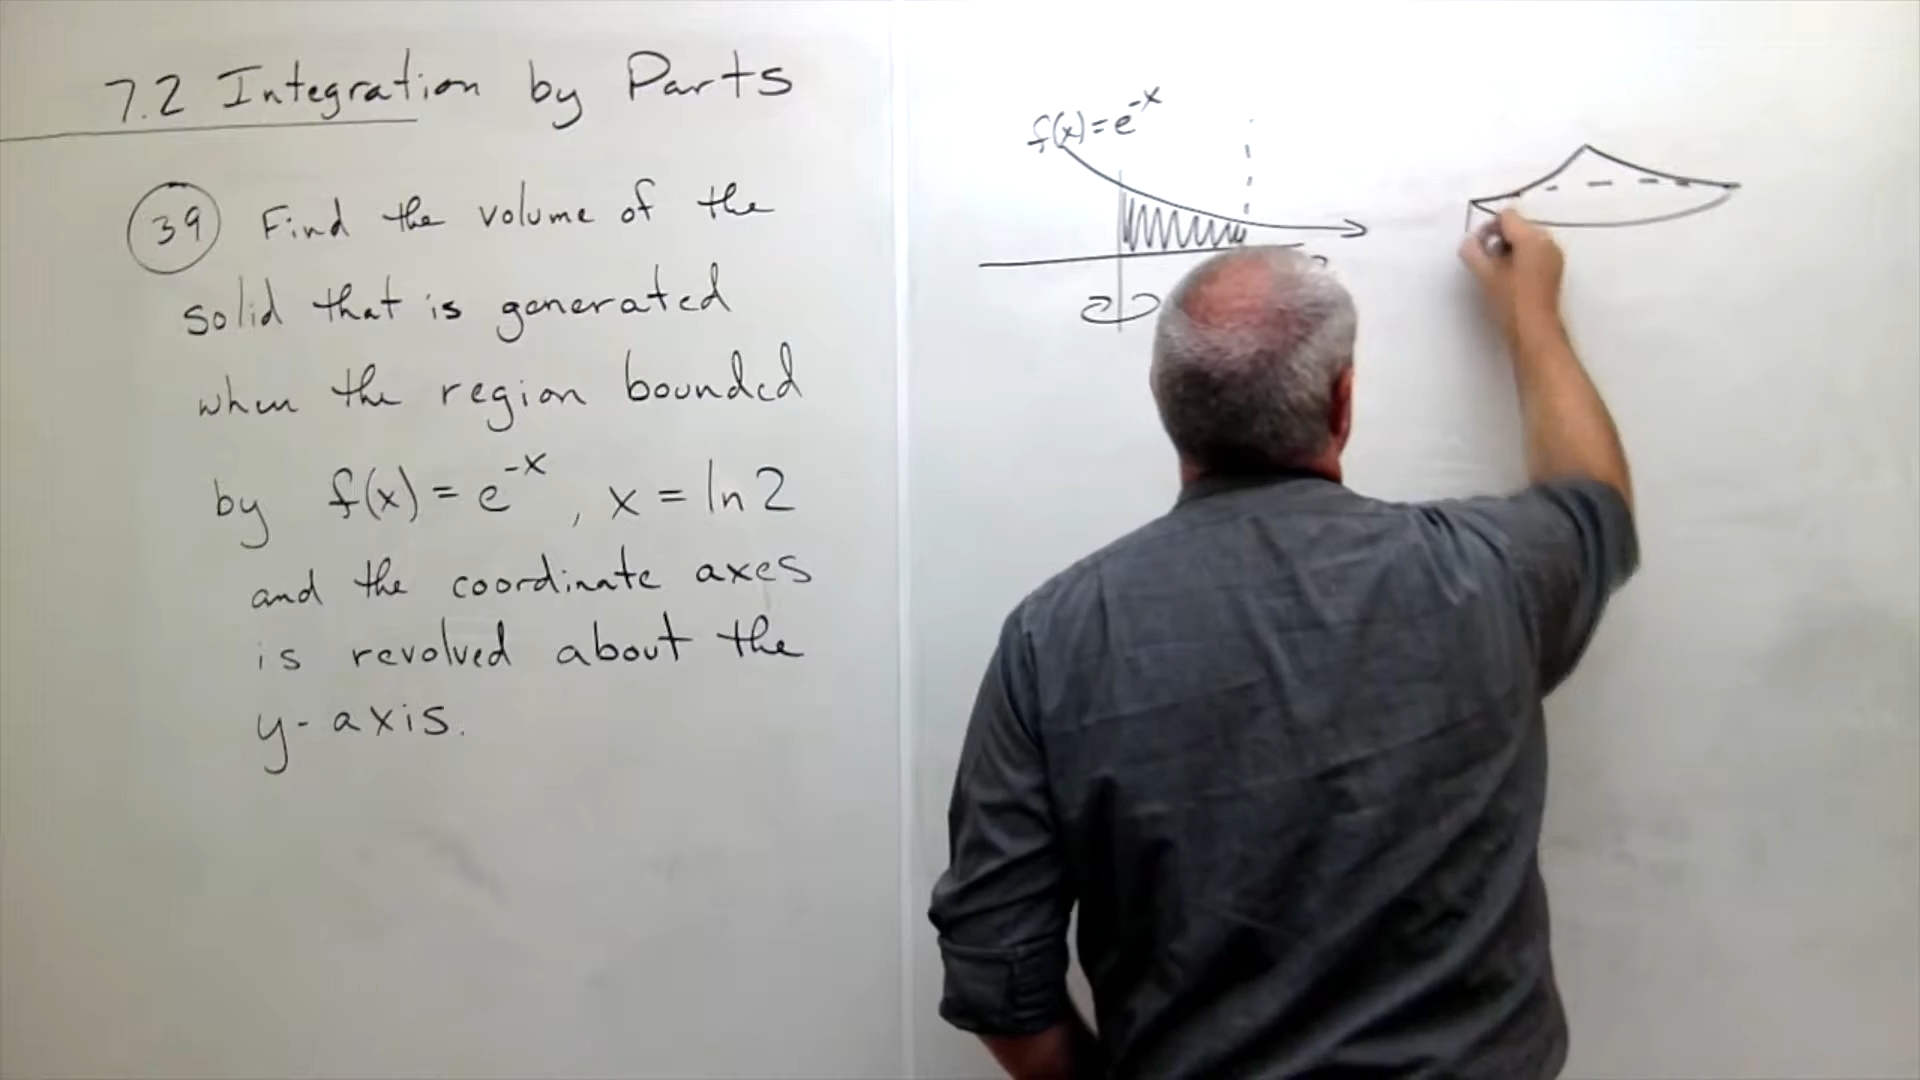 7.2 Integration by Parts
39 Find the volume of the
solid that is generated
when the region bounded
by f(x) = e^-x, x = ln 2
and the coordinate axes
is revolved about the
y-axis.
f(x) = e^-x